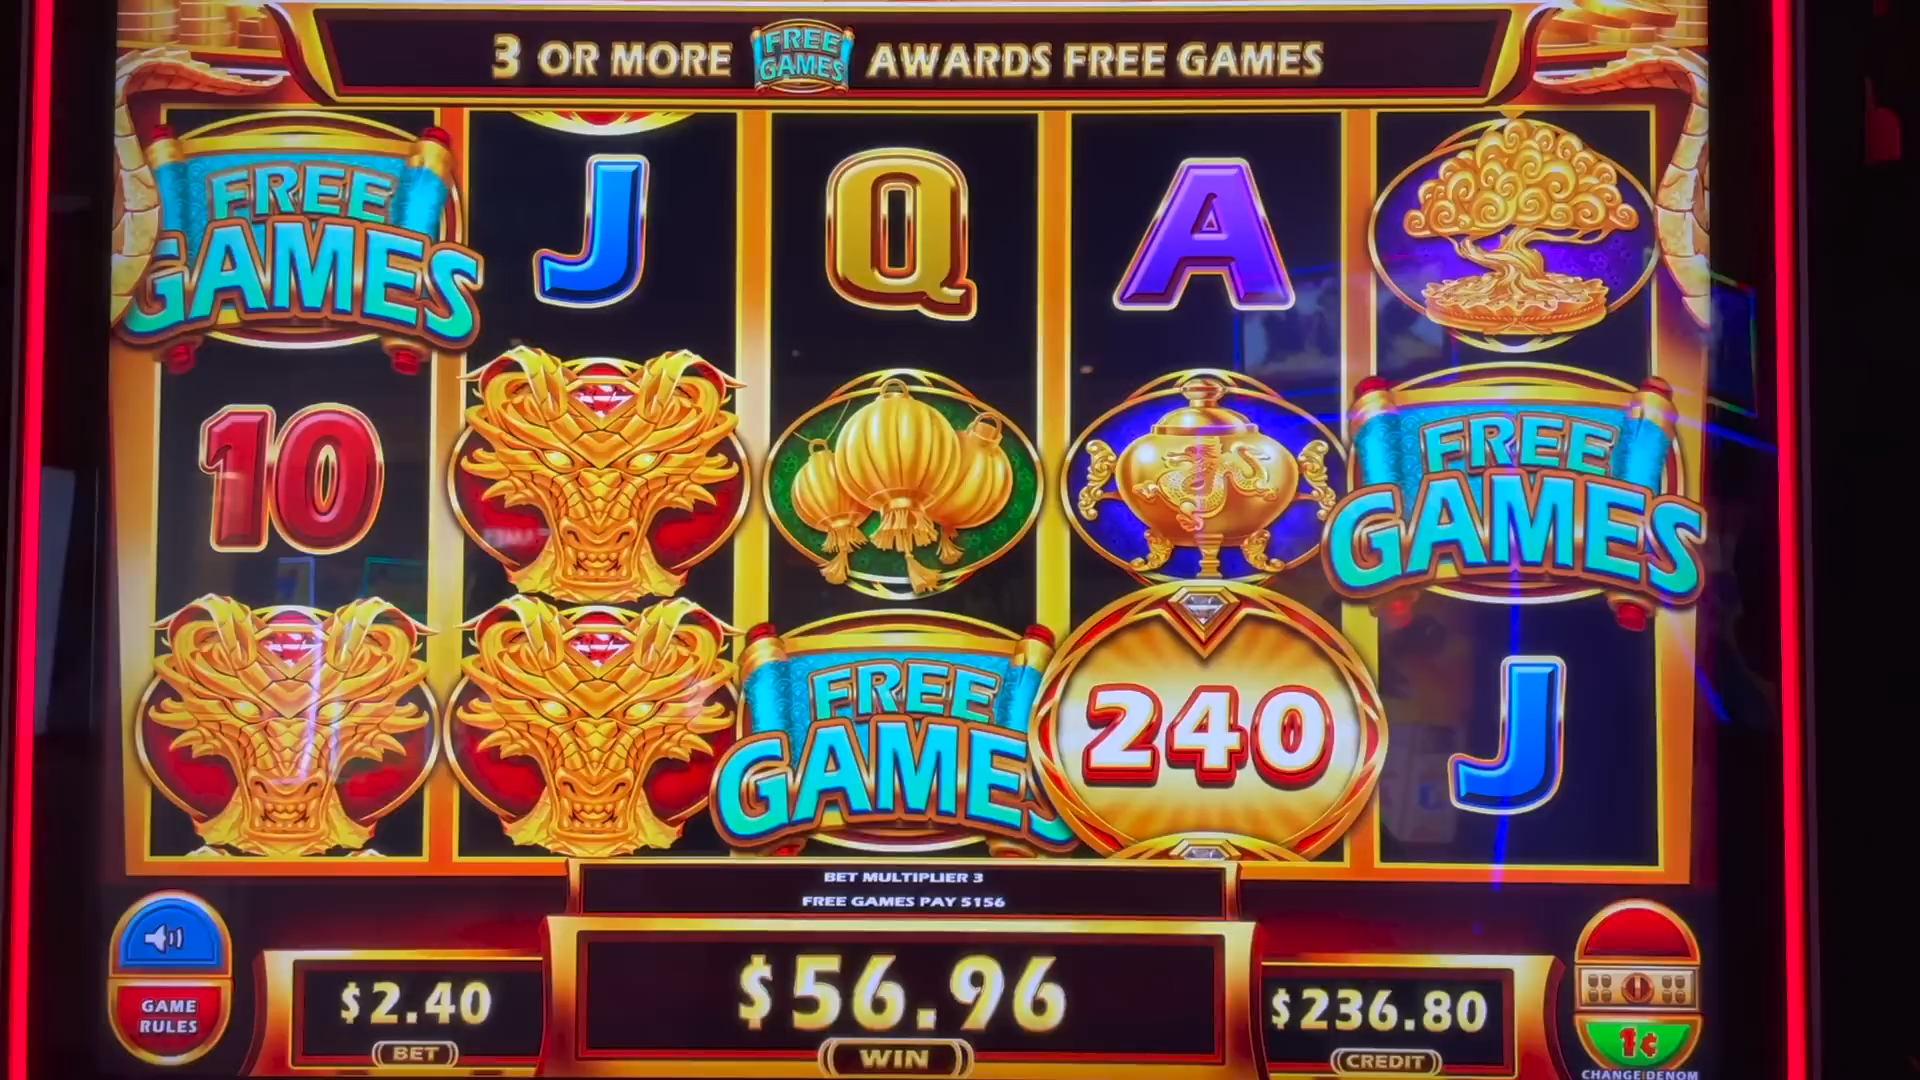 3 OR MORE FREE GAMES AWARDS FREE GAMES
FREE GAMES
J
Q
A
10
FREE GAMES
FREE GAMES
240
J
BET MULTIPLIER 3
FREE GAMES PAY 5156
GAME RULES
$2.40
BET
$56.96
WIN
$236.80
CREDIT
1¢
CHANGE DENOM